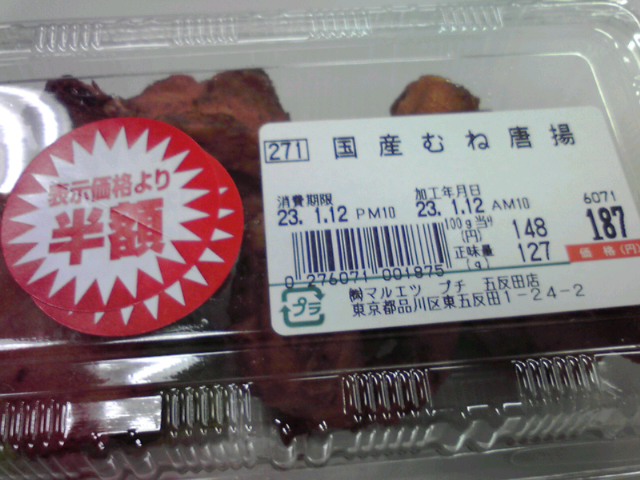 表示価格より
半額
271 国産むね唐揚
消費期限 加工年月日
23. 1.12 PM10 23. 1.12 AM10
6071
100g当り(円) 148 187
正味量(g) 127 価格(円)
0 276071 001875
プラ
㈱マルエツ プチ 五反田店
東京都品川区東五反田1-24-2